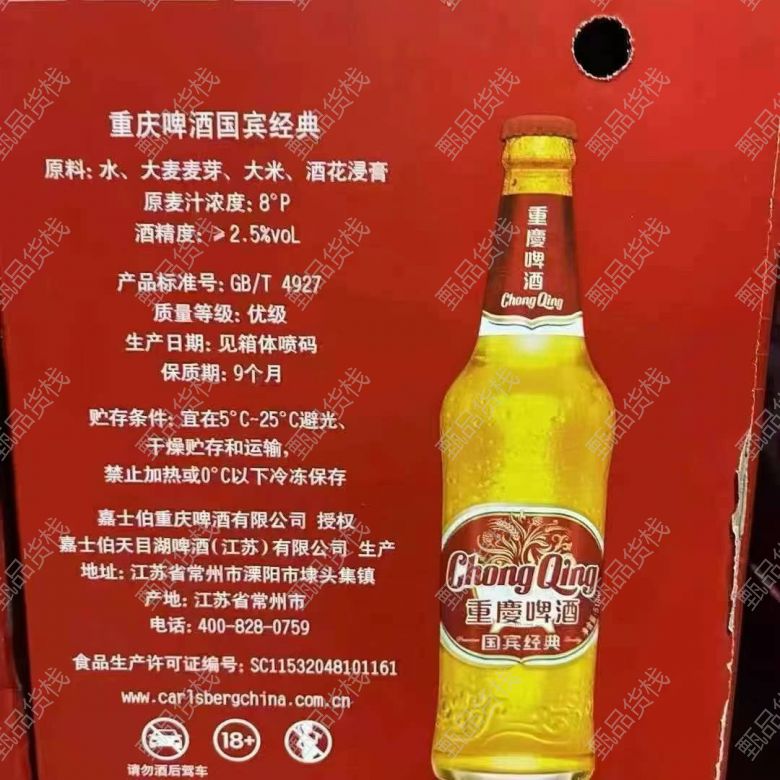 重庆啤酒国宾经典
原料: 水、大麦麦芽、大米、酒花浸膏
原麦汁浓度: 8°P
酒精度: ≥2.5%voL
产品标准号: GB/T 4927
质量等级: 优级
生产日期: 见箱体喷码
保质期: 9个月
贮存条件: 宜在5°C~25°C避光、
干燥贮存和运输,
禁止加热或0°C以下冷冻保存
嘉士伯重庆啤酒有限公司 授权
嘉士伯天目湖啤酒(江苏)有限公司 生产
地址: 江苏省常州市溧阳市埭头集镇
产地: 江苏省常州市
电话: 400-828-0759
食品生产许可证编号: SC11532048101161
www.carlsbergchina.com.cn
18+
请勿酒后驾车
重慶啤酒
ChongQing
ChongQing
重慶啤酒
国宾经典
甄品货栈